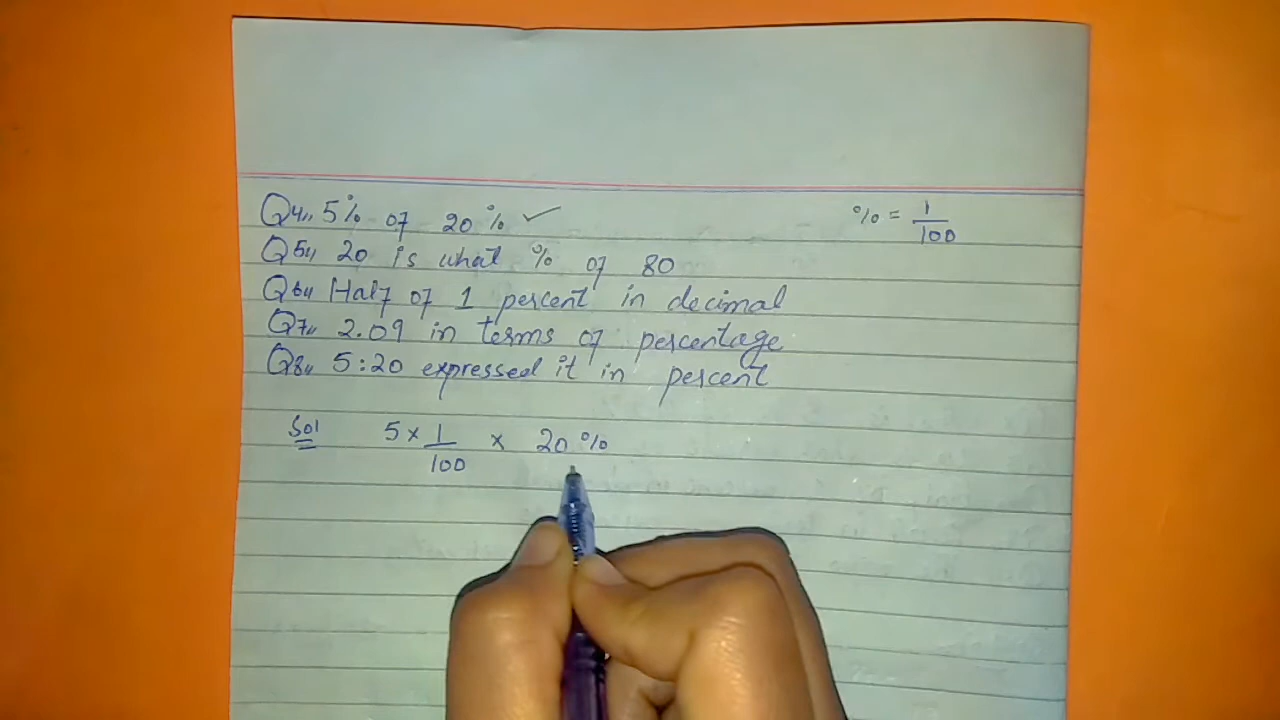 Q4,, 5% of 20% ✓
% = 1/100
Q5,, 20 is what % of 80
Q6,, Half of 1 percent in decimal
Q7,, 2.09 in terms of percentage
Q8,, 5:20 expressed it in percent
Sol 5 × 1/100 × 20%